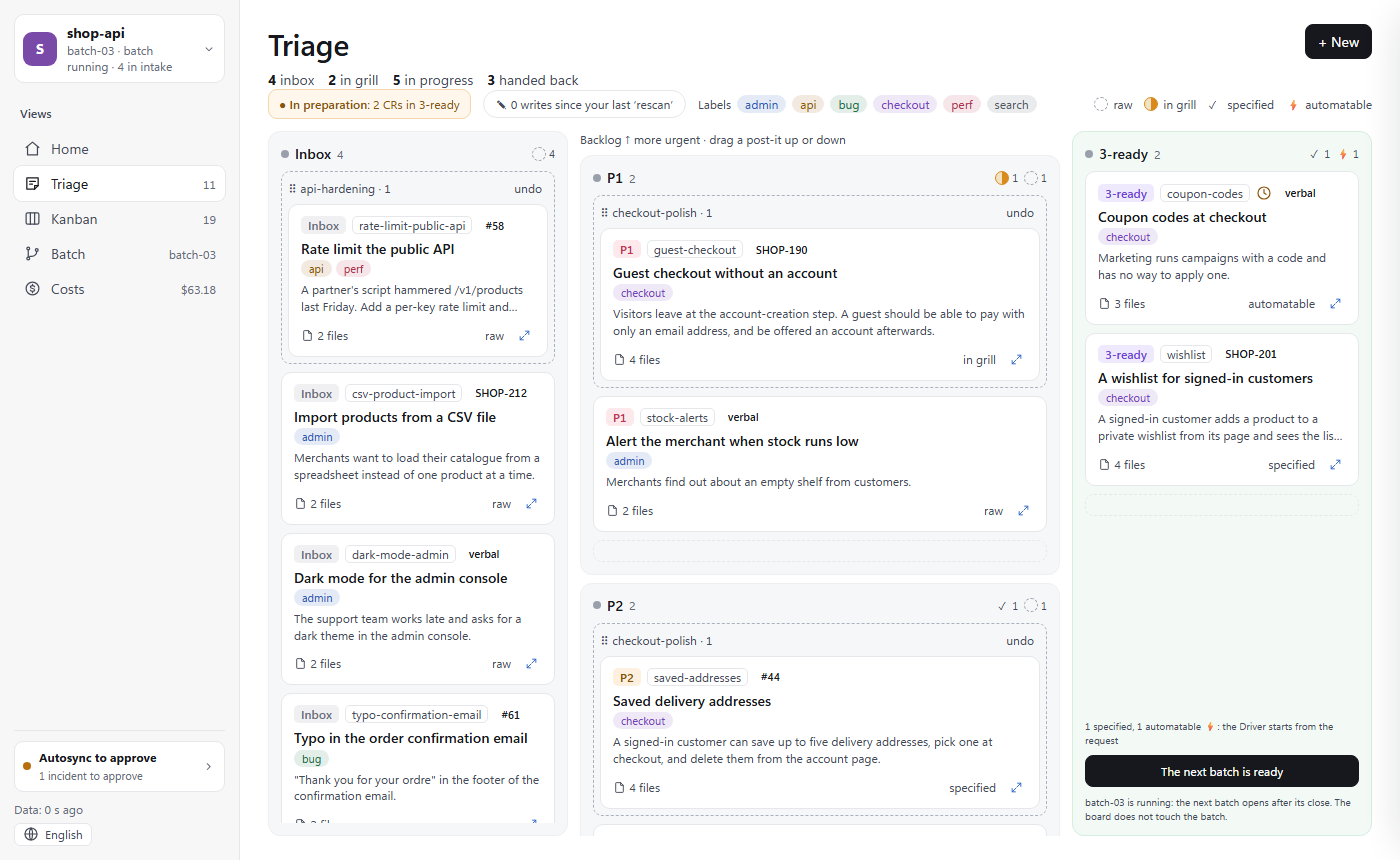 S
shop-api
batch-03 · batch
running · 4 in intake
Views
Home
Triage 11
Kanban 19
Batch batch-03
Costs $63.18
Autosync to approve
1 incident to approve
Data: 0 s ago
English
Triage
+ New
4 inbox 2 in grill 5 in progress 3 handed back
In preparation: 2 CRs in 3-ready
0 writes since your last ‘rescan’
Labels admin api bug checkout perf search
raw in grill ✓ specified automatable
Inbox 4 4
api-hardening · 1 undo
Inbox rate-limit-public-api #58
Rate limit the public API
api perf
A partner's script hammered /v1/products
last Friday. Add a per-key rate limit and...
2 files raw
Inbox csv-product-import SHOP-212
Import products from a CSV file
admin
Merchants want to load their catalogue from a
spreadsheet instead of one product at a time.
2 files raw
Inbox dark-mode-admin verbal
Dark mode for the admin console
admin
The support team works late and asks for a
dark theme in the admin console.
2 files raw
Inbox typo-confirmation-email #61
Typo in the order confirmation email
bug
"Thank you for your ordre" in the footer of the
confirmation email.
Backlog ↑ more urgent · drag a post-it up or down
P1 2 1 1
checkout-polish · 1 undo
P1 guest-checkout SHOP-190
Guest checkout without an account
checkout
Visitors leave at the account-creation step. A guest should be able to pay with
only an email address, and be offered an account afterwards.
4 files in grill
P1 stock-alerts verbal
Alert the merchant when stock runs low
admin
Merchants find out about an empty shelf from customers.
2 files raw
P2 2 ✓ 1 1
checkout-polish · 1 undo
P2 saved-addresses #44
Saved delivery addresses
checkout
A signed-in customer can save up to five delivery addresses, pick one at
checkout, and delete them from the account page.
4 files specified
3-ready 2 ✓ 1 1
3-ready coupon-codes verbal
Coupon codes at checkout
checkout
Marketing runs campaigns with a code and
has no way to apply one.
3 files automatable
3-ready wishlist SHOP-201
A wishlist for signed-in customers
checkout
A signed-in customer adds a product to a
private wishlist from its page and sees the lis...
4 files specified
1 specified, 1 automatable : the Driver starts from the
request
The next batch is ready
batch-03 is running: the next batch opens after its close. The
board does not touch the batch.